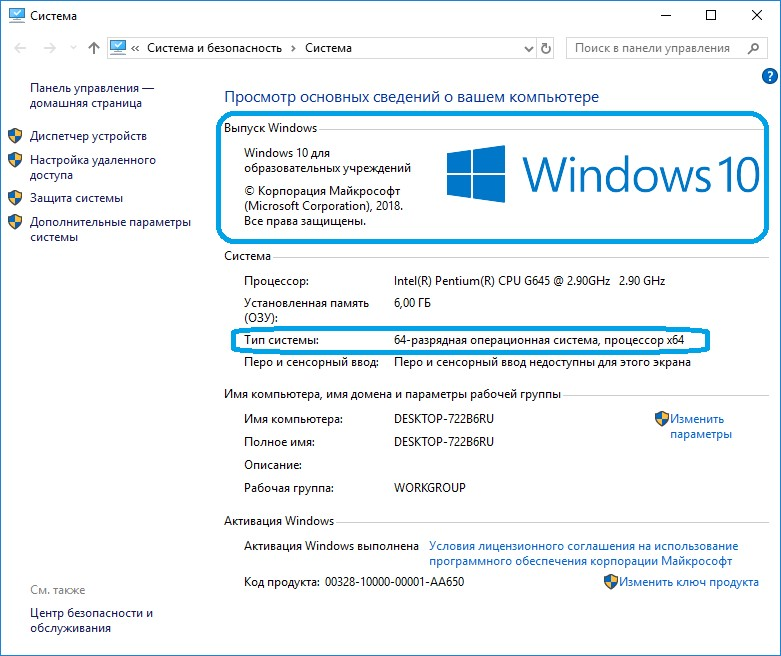 Система
« Система и безопасность › Система
Поиск в панели управления
Панель управления —
домашняя страница
Диспетчер устройств
Настройка удаленного
доступа
Защита системы
Дополнительные параметры
системы
?
Просмотр основных сведений о вашем компьютере
Выпуск Windows
Windows 10 для
образовательных учреждений
© Корпорация Майкрософт
(Microsoft Corporation), 2018.
Все права защищены.
Windows 10
Система
Процессор: Intel(R) Pentium(R) CPU G645 @ 2.90GHz 2.90 GHz
Установленная память
(ОЗУ): 6,00 ГБ
Тип системы: 64-разрядная операционная система, процессор x64
Перо и сенсорный ввод: Перо и сенсорный ввод недоступны для этого экрана
Имя компьютера, имя домена и параметры рабочей группы
Имя компьютера: DESKTOP-722B6RU
Изменить
параметры
Полное имя: DESKTOP-722B6RU
Описание:
Рабочая группа: WORKGROUP
Активация Windows
Активация Windows выполнена Условия лицензионного соглашения на использование
программного обеспечения корпорации Майкрософт
Код продукта: 00328-10000-00001-AA650 Изменить ключ продукта
См. также
Центр безопасности и
обслуживания